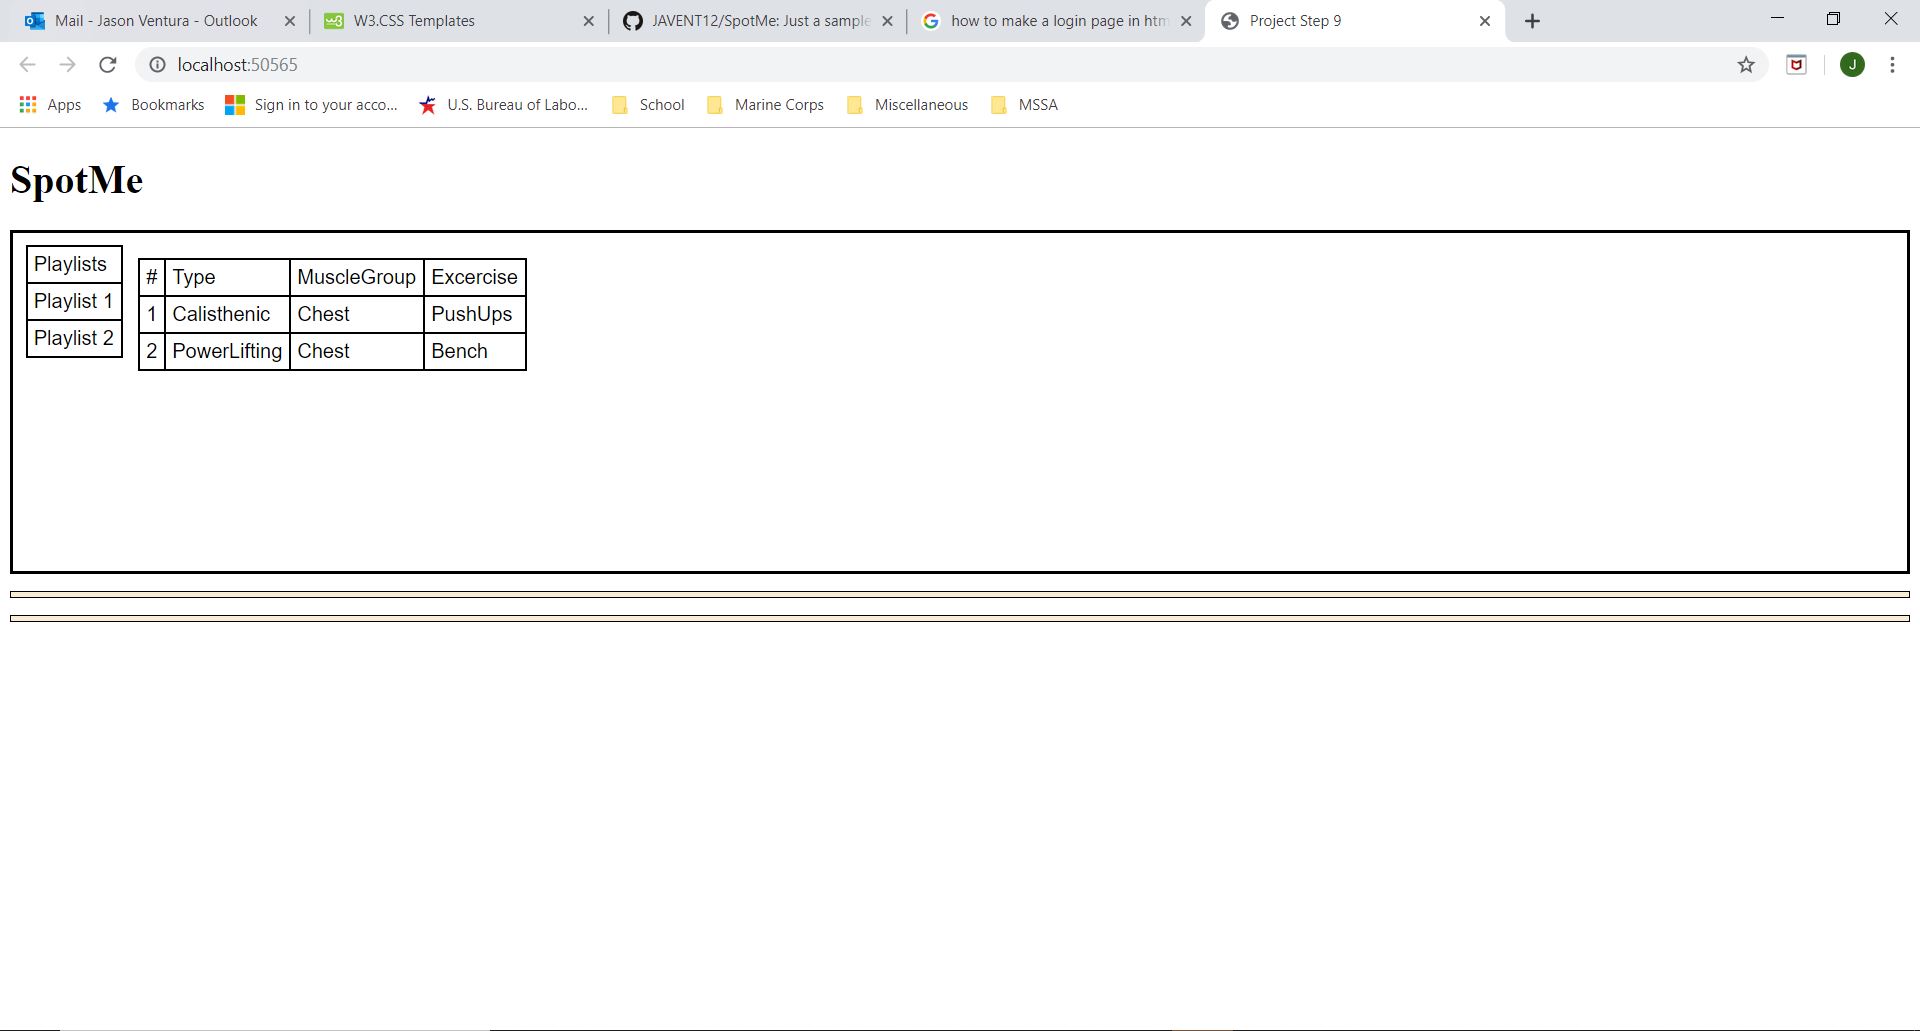 Mail - Jason Ventura - Outlook
W3.CSS Templates
JAVENT12/SpotMe: Just a sample
how to make a login page in htm
Project Step 9
localhost:50565
J
Apps
Bookmarks
Sign in to your acco...
U.S. Bureau of Labo...
School
Marine Corps
Miscellaneous
MSSA
SpotMe
Playlists
Playlist 1
Playlist 2
# Type MuscleGroup Excercise
1 Calisthenic Chest PushUps
2 PowerLifting Chest Bench